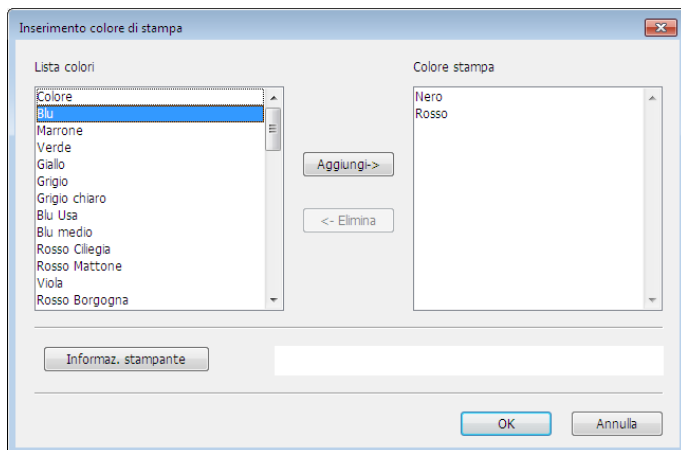 Inserimento colore di stampa
Lista colori
Colore stampa
Colore
Blu
Marrone
Verde
Giallo
Grigio
Grigio chiaro
Blu Usa
Blu medio
Rosso Ciliegia
Rosso Mattone
Viola
Rosso Borgogna
Aggiungi->
<- Elimina
Nero
Rosso
Informaz. stampante
OK
Annulla